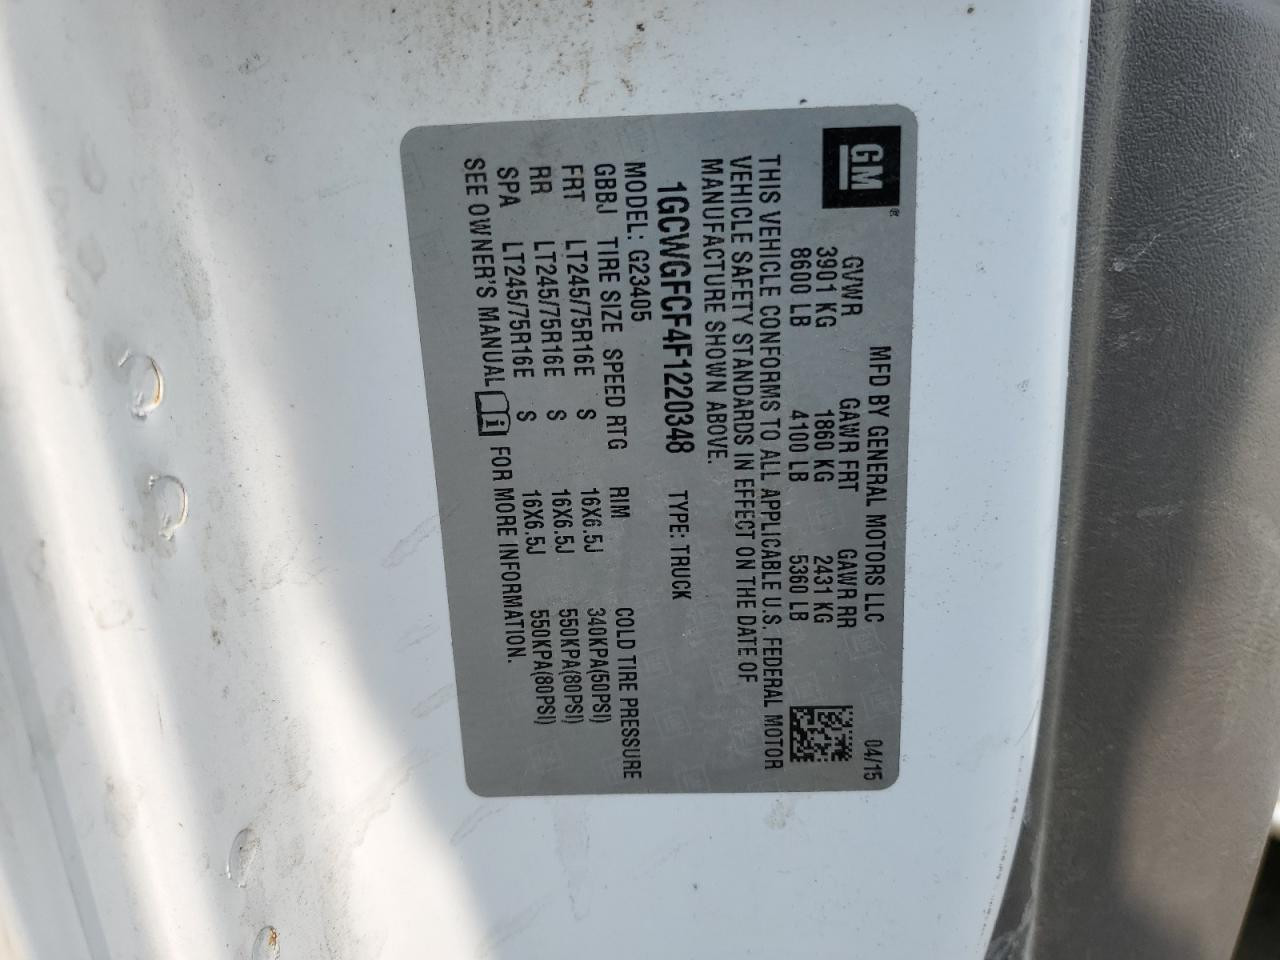 GM®
MFD BY GENERAL MOTORS LLC 04/15
GVWR GAWR FRT GAWR RR
3901 KG 1860 KG 2431 KG
8600 LB 4100 LB 5360 LB
THIS VEHICLE CONFORMS TO ALL APPLICABLE U.S. FEDERAL MOTOR
VEHICLE SAFETY STANDARDS IN EFFECT ON THE DATE OF
MANUFACTURE SHOWN ABOVE.
1GCWGFCF4F1220348 TYPE: TRUCK
MODEL: G23405
GBBJ TIRE SIZE SPEED RTG RIM COLD TIRE PRESSURE
FRT LT245/75R16E S 16X6.5J 340KPA(50PSI)
RR LT245/75R16E S 16X6.5J 550KPA(80PSI)
SPA LT245/75R16E S 16X6.5J 550KPA(80PSI)
SEE OWNER'S MANUAL i FOR MORE INFORMATION.